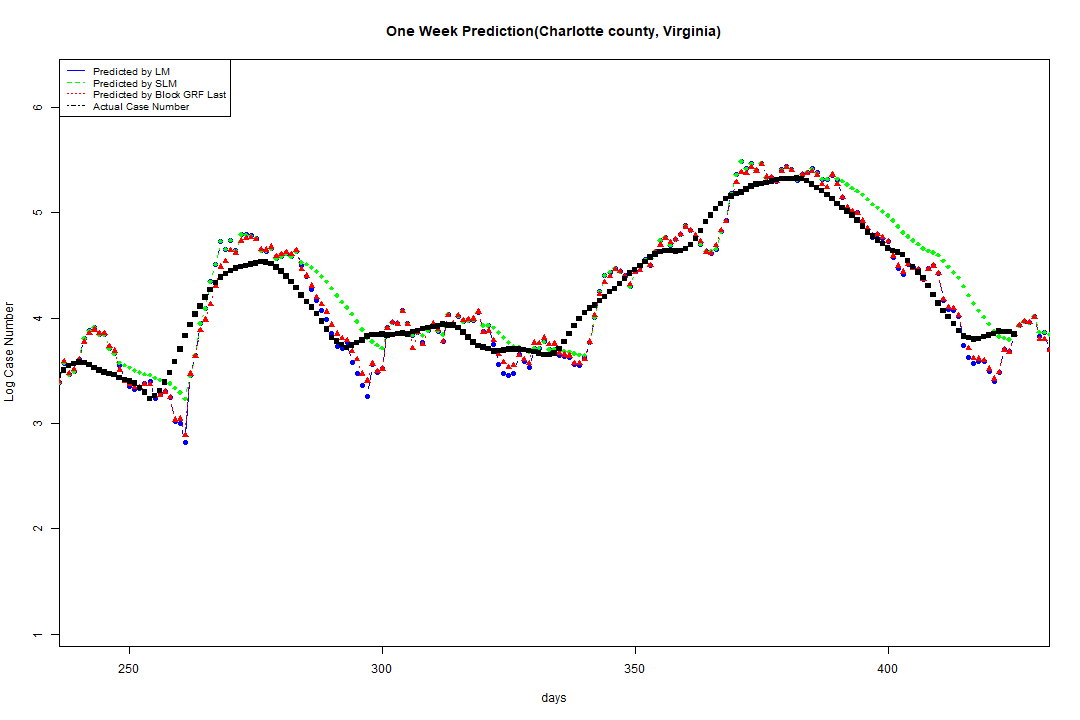 One Week Prediction(Charlotte county, Virginia)
Predicted by LM
Predicted by SLM
Predicted by Block GRF Last
Actual Case Number
6
5
4
3
2
1
Log Case Number
250 300 350 400
days